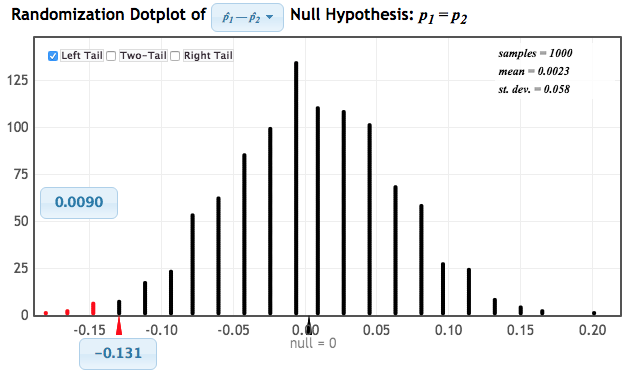 Randomization Dotplot of p̂₁−p̂₂ ▾ Null Hypothesis: p₁=p₂
Left Tail Two-Tail Right Tail
samples = 1000
mean = 0.0023
st. dev. = 0.058
125
100
75
0.0090
50
25
0
-0.15 -0.10 -0.05 0.00 0.05 0.10 0.15 0.20
null = 0
−0.131